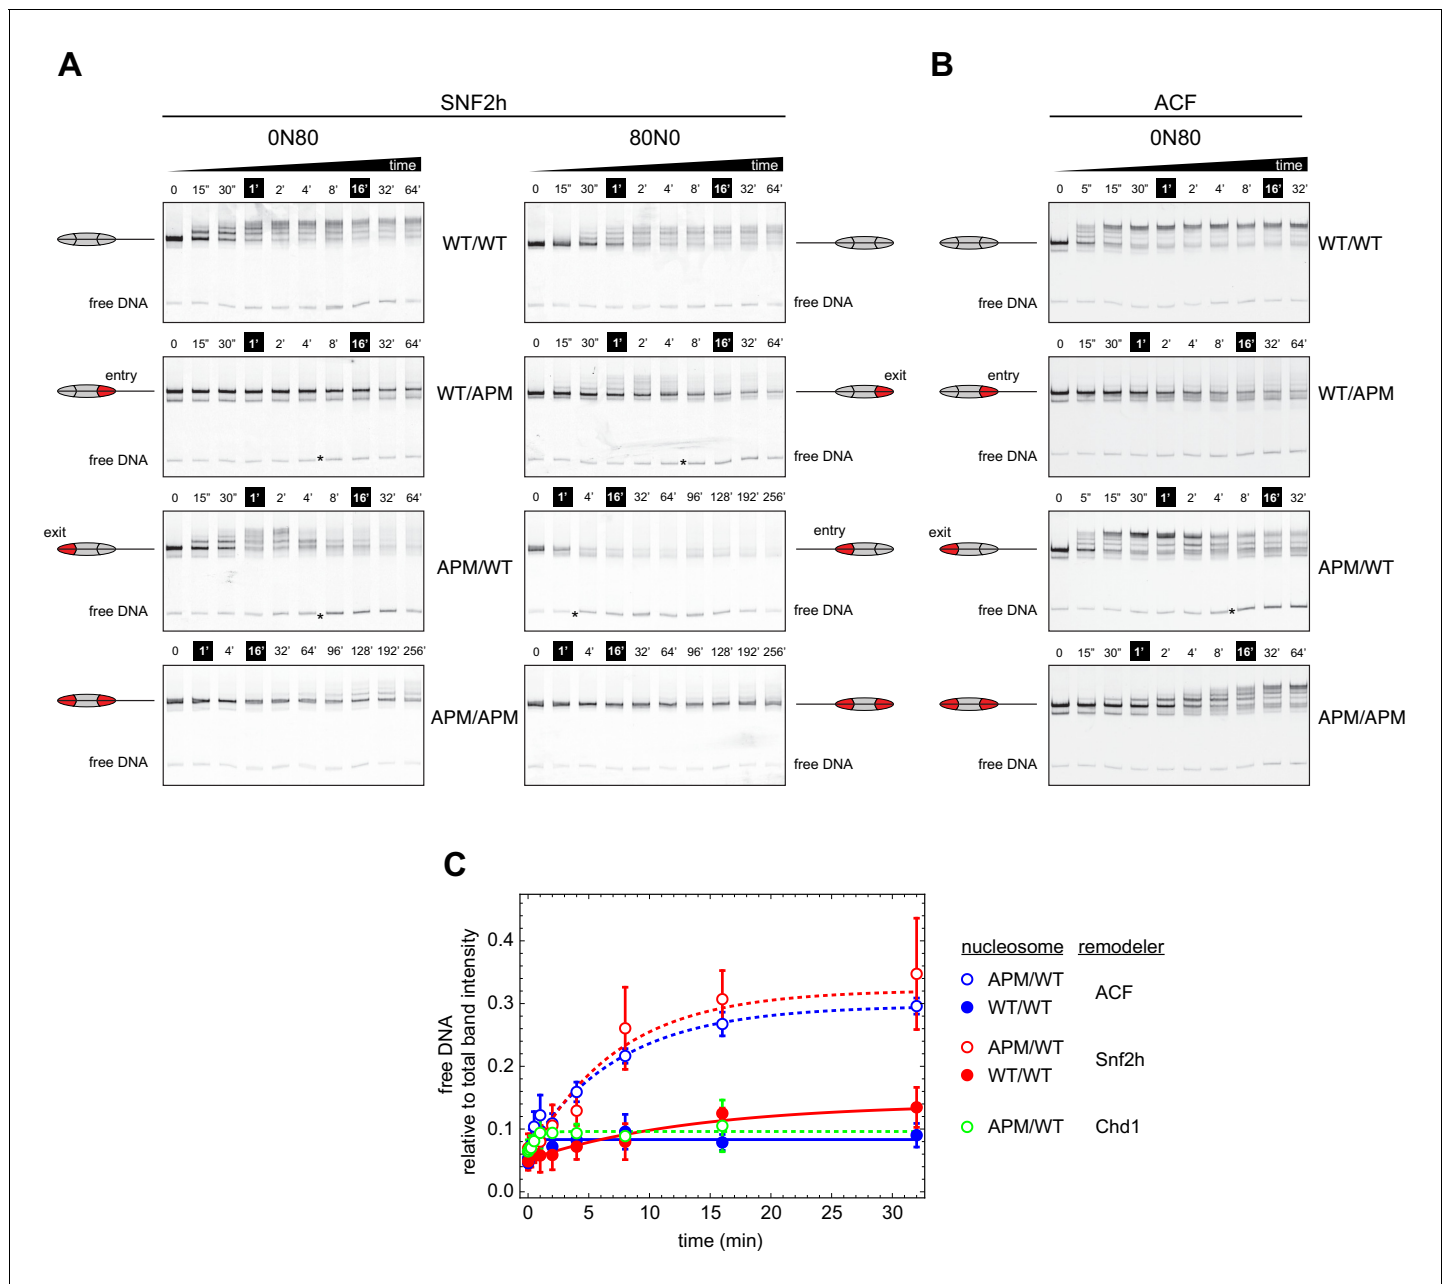 A
B
SNF2h
ACF
0N80
80N0
0N80
time
time
time
0 15" 30" 1' 2' 4' 8' 16' 32' 64'
0 15" 30" 1' 2' 4' 8' 16' 32' 64'
0 5" 15" 30" 1' 2' 4' 8' 16' 32'
WT/WT
WT/WT
free DNA
free DNA
free DNA
0 15" 30" 1' 2' 4' 8' 16' 32' 64'
0 15" 30" 1' 2' 4' 8' 16' 32' 64'
0 15" 30" 1' 2' 4' 8' 16' 32' 64'
entry
WT/APM
exit
entry
WT/APM
free DNA
*
*
free DNA
free DNA
0 15" 30" 1' 2' 4' 8' 16' 32' 64'
0 1' 4' 16' 32' 64' 96' 128' 192' 256'
0 5" 15" 30" 1' 2' 4' 8' 16' 32'
exit
APM/WT
entry
exit
APM/WT
free DNA
*
*
free DNA
free DNA
*
0 1' 4' 16' 32' 64' 96' 128' 192' 256'
0 1' 4' 16' 32' 64' 96' 128' 192' 256'
0 15" 30" 1' 2' 4' 8' 16' 32' 64'
APM/APM
APM/APM
free DNA
free DNA
free DNA
C
free DNA
relative to total band intensity
0.4
0.3
0.2
0.1
0.0
0 5 10 15 20 25 30
time (min)
nucleosome remodeler
APM/WT
ACF
WT/WT
APM/WT
Snf2h
WT/WT
APM/WT Chd1